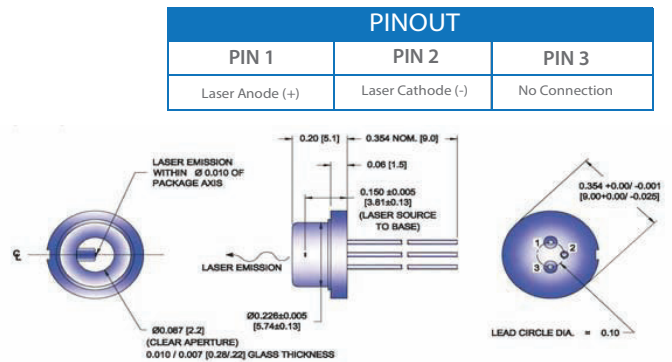 PINOUT
PIN 1 PIN 2 PIN 3
Laser Anode (+) Laser Cathode (-) No Connection
0.20 [5.1] 0.354 NOM. [9.0]
0.06 [1.5]
LASER EMISSION
WITHIN Ø 0.010 OF
PACKAGE AXIS
0.150 ±0.005
[3.81±0.13]
(LASER SOURCE
TO BASE)
0.354 +0.00/ -0.001
[9.00+0.00/ -0.025]
1
2
3
LASER EMISSION
Ø0.226±0.005
[5.74±0.13]
Ø0.087 [2.2]
(CLEAR APERTURE)
0.010 / 0.007 [0.26/.22] GLASS THICKNESS
LEAD CIRCLE DIA. = 0.10